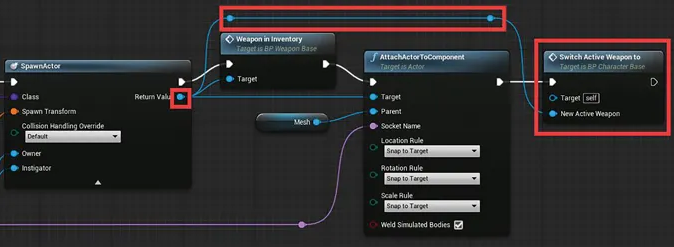 SpawnActor
Class
Return Value
Spawn Transform
Collision Handling Override
Default
Owner
Instigator
Weapon in Inventory
Target is BP Weapon Base
Target
Mesh
AttachActorToComponent
Target is Actor
Target
Parent
Socket Name
Location Rule
Snap to Target
Rotation Rule
Snap to Target
Scale Rule
Snap to Target
Weld Simulated Bodies
Switch Active Weapon to
Target is BP Character Base
Target self
New Active Weapon